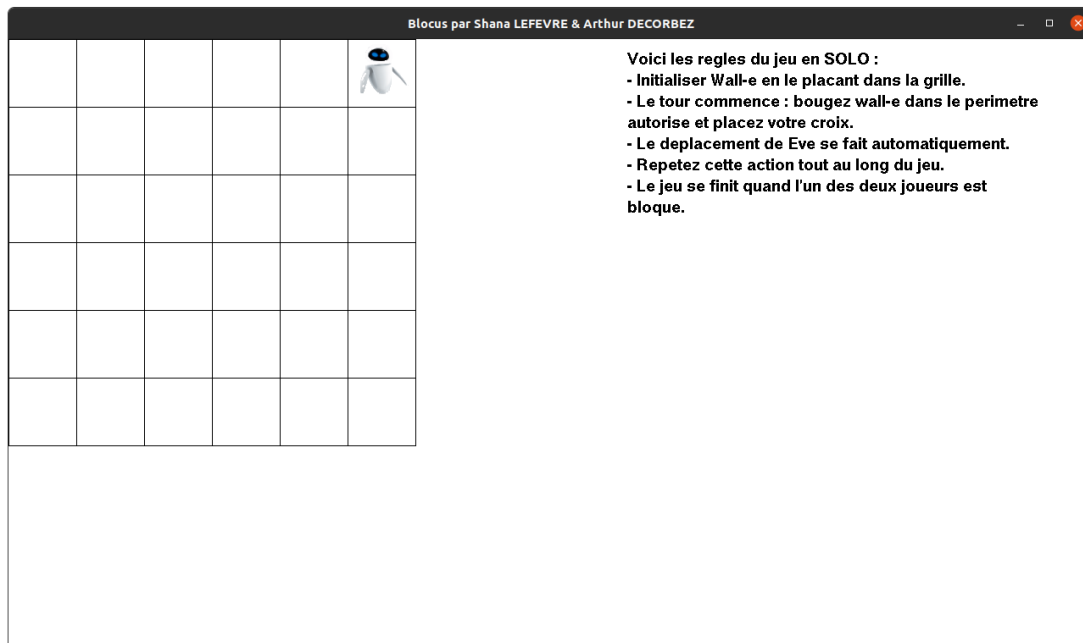 Blocus par Shana LEFEVRE & Arthur DECORBEZ
Voici les regles du jeu en SOLO :
- Initialiser Wall-e en le placant dans la grille.
- Le tour commence : bougez wall-e dans le perimetre
autorise et placez votre croix.
- Le deplacement de Eve se fait automatiquement.
- Repetez cette action tout au long du jeu.
- Le jeu se finit quand l'un des deux joueurs est
bloque.